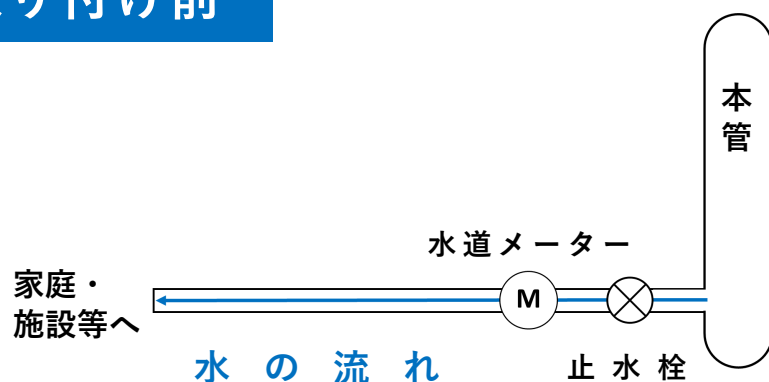 り付け前
本管
水道メーター
家庭・
施設等へ
M
水の流れ
止水栓